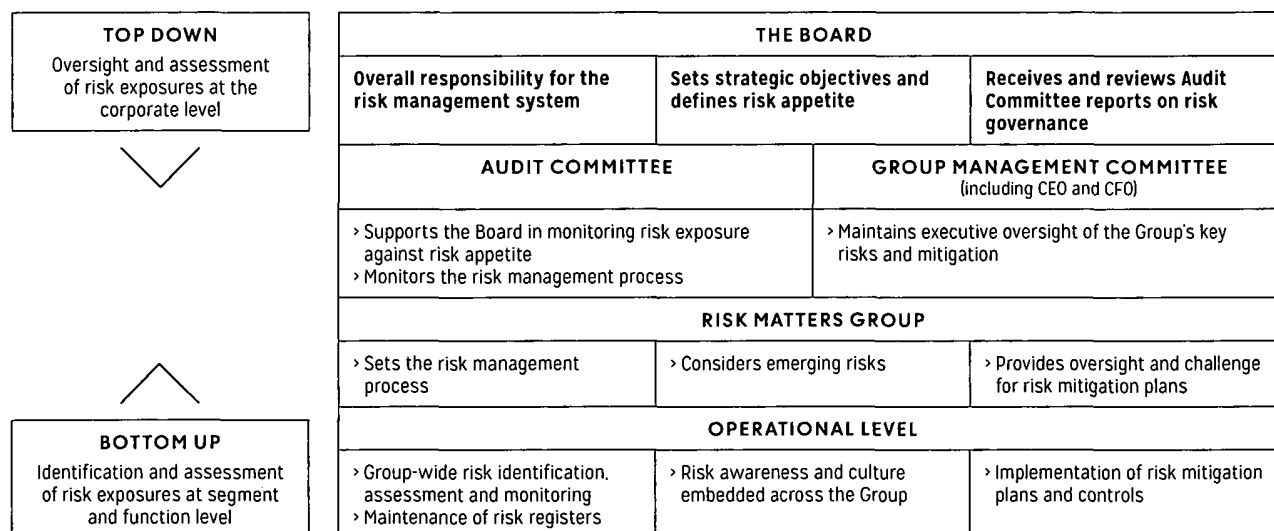 TOP DOWN
Oversight and assessment
of risk exposures at the
corporate level
THE BOARD
Overall responsibility for the
risk management system
Sets strategic objectives and
defines risk appetite
Receives and reviews Audit
Committee reports on risk
governance
AUDIT COMMITTEE
› Supports the Board in monitoring risk exposure
against risk appetite
› Monitors the risk management process
GROUP MANAGEMENT COMMITTEE
(including CEO and CFO)
› Maintains executive oversight of the Group's key
risks and mitigation
RISK MATTERS GROUP
› Sets the risk management
process
› Considers emerging risks
› Provides oversight and challenge
for risk mitigation plans
BOTTOM UP
Identification and assessment
of risk exposures at segment
and function level
OPERATIONAL LEVEL
› Group-wide risk identification,
assessment and monitoring
› Maintenance of risk registers
› Risk awareness and culture
embedded across the Group
› Implementation of risk mitigation
plans and controls